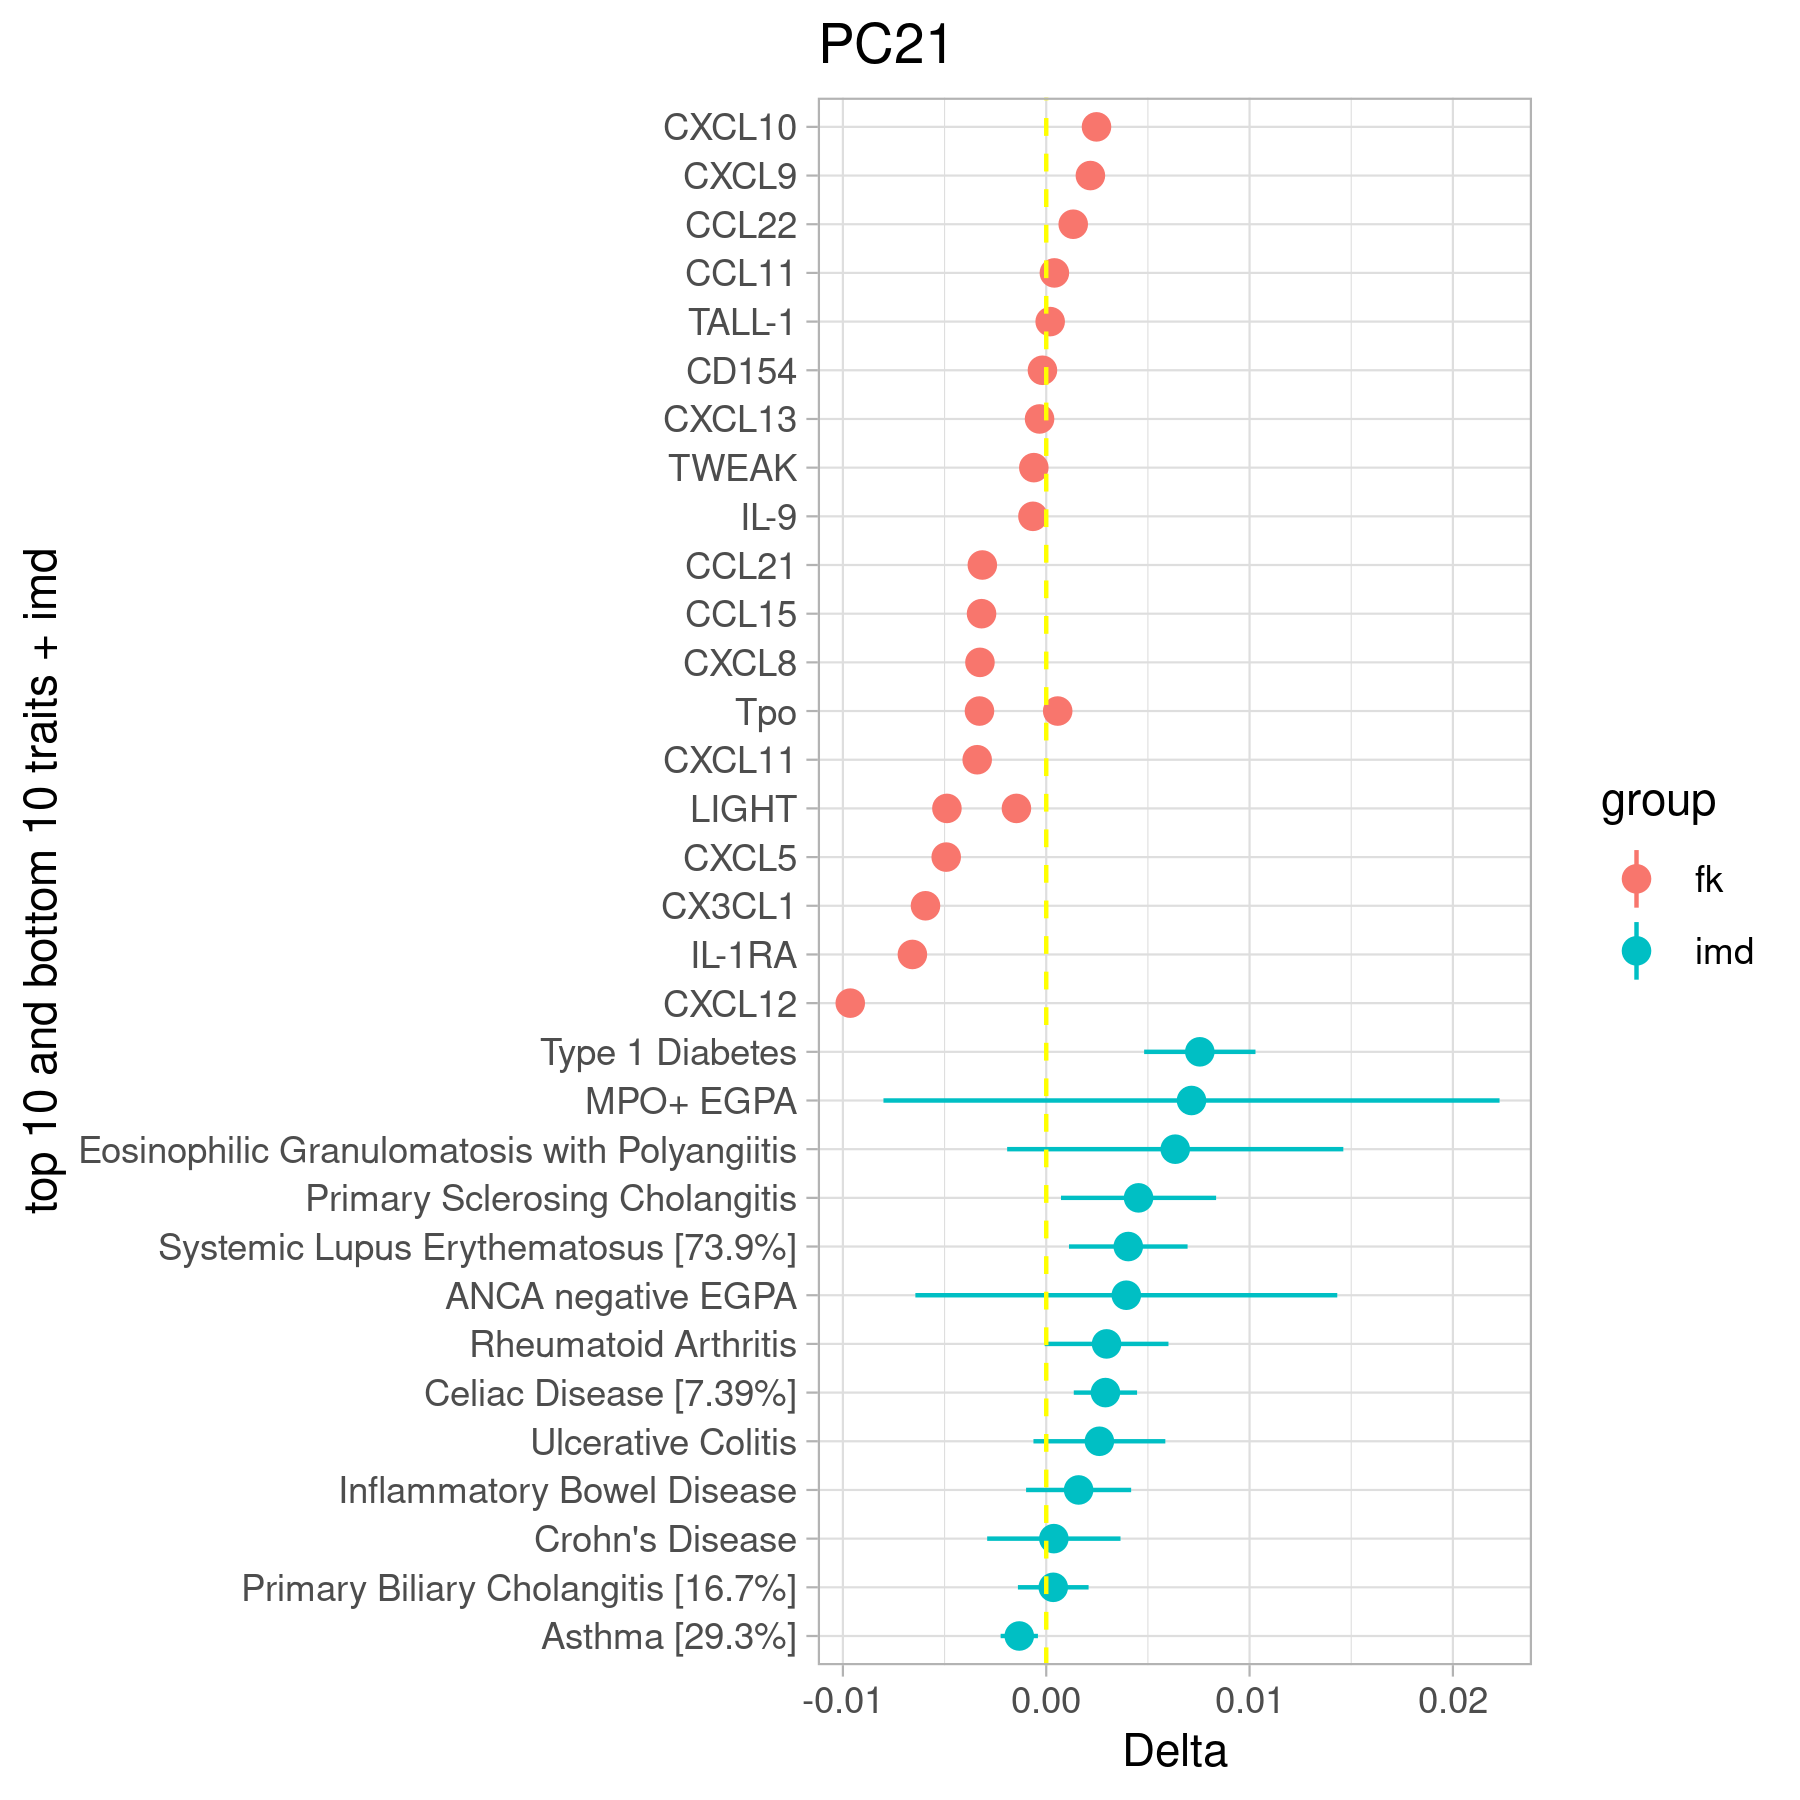 PC21
top 10 and bottom 10 traits + imd
CXCL10
CXCL9
CCL22
CCL11
TALL-1
CD154
CXCL13
TWEAK
IL-9
CCL21
CCL15
CXCL8
Tpo
CXCL11
LIGHT
CXCL5
CX3CL1
IL-1RA
CXCL12
Type 1 Diabetes
MPO+ EGPA
Eosinophilic Granulomatosis with Polyangiitis
Primary Sclerosing Cholangitis
Systemic Lupus Erythematosus [73.9%]
ANCA negative EGPA
Rheumatoid Arthritis
Celiac Disease [7.39%]
Ulcerative Colitis
Inflammatory Bowel Disease
Crohn's Disease
Primary Biliary Cholangitis [16.7%]
Asthma [29.3%]
-0.01 0.00 0.01 0.02
Delta
group
fk
imd